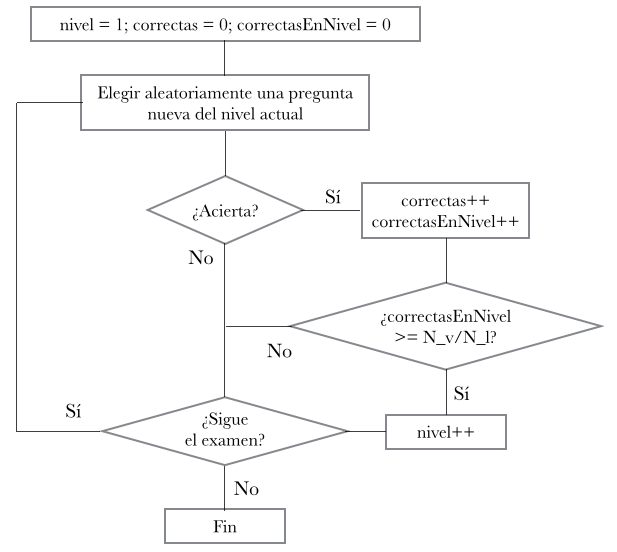 nivel = 1; correctas = 0; correctasEnNivel = 0
Elegir aleatoriamente una pregunta
nueva del nivel actual
¿Acierta?
Sí
correctas++
correctasEnNivel++
No
¿correctasEnNivel
>= N_v/N_l?
No
Sí
Sí
¿Sigue
el examen?
nivel++
No
Fin